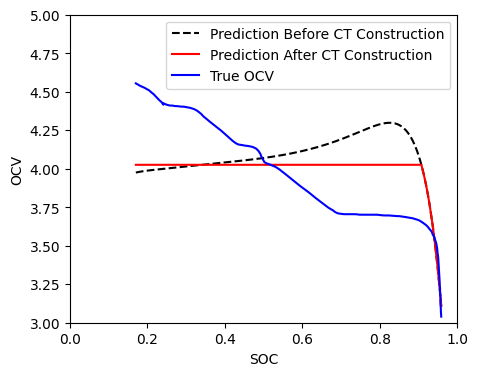 5.00
4.75
4.50
4.25
4.00
3.75
3.50
3.25
3.00
OCV
Prediction Before CT Construction
Prediction After CT Construction
True OCV
0.0 0.2 0.4 0.6 0.8 1.0
SOC